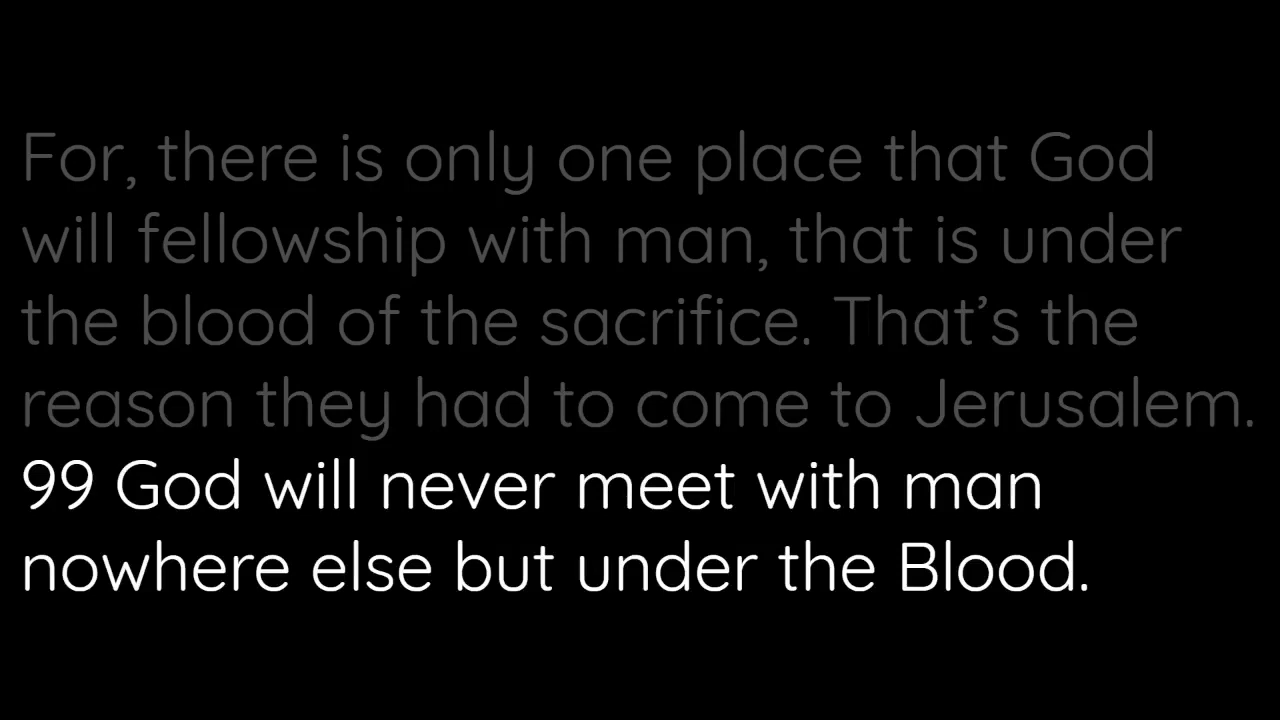 For, there is only one place that God
will fellowship with man, that is under
the blood of the sacrifice. That’s the
reason they had to come to Jerusalem.
99 God will never meet with man
nowhere else but under the Blood.